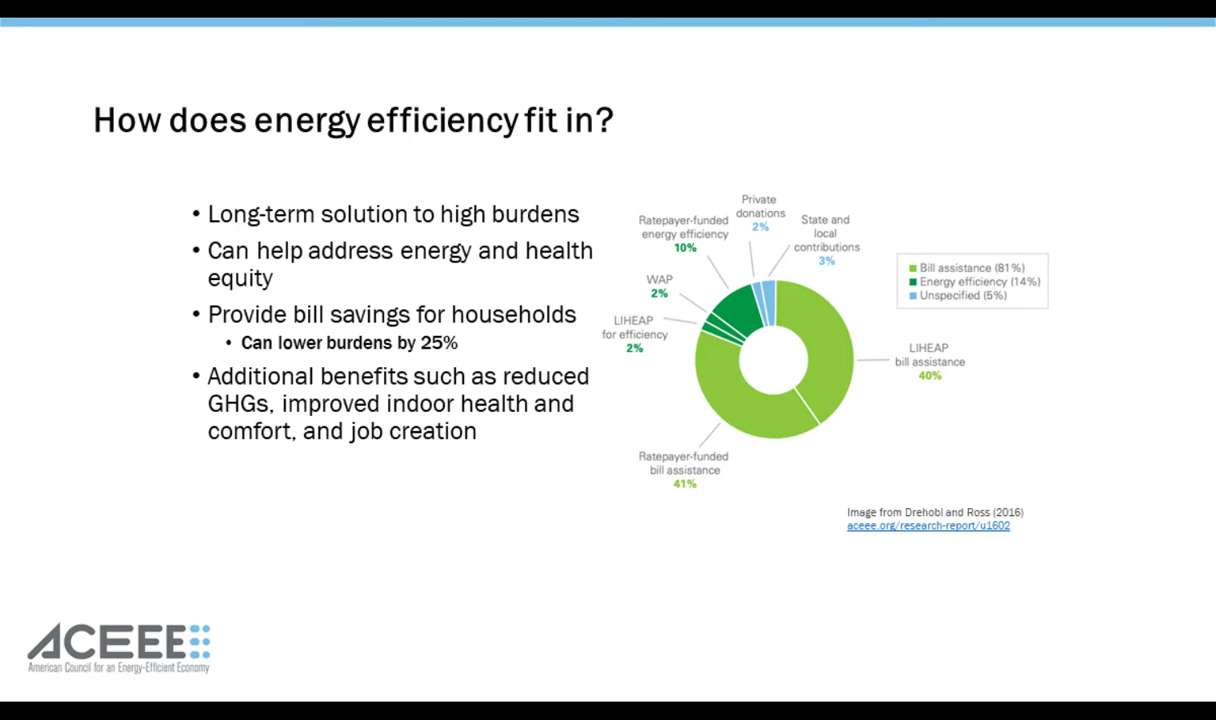 How does energy efficiency fit in?
• Long-term solution to high burdens
• Can help address energy and health
equity
• Provide bill savings for households
• Can lower burdens by 25%
• Additional benefits such as reduced
GHGs, improved indoor health and
comfort, and job creation
Private
donations
2%
State and
local
contributions
3%
Ratepayer-funded
energy efficiency
10%
WAP
2%
LIHEAP
for efficiency
2%
Bill assistance (81%)
Energy efficiency (14%)
Unspecified (5%)
LIHEAP
bill assistance
40%
Ratepayer-funded
bill assistance
41%
Image from Drehobl and Ross (2016)
aceee.org/research-report/u1602
ACEEE
American Council for an Energy-Efficient Economy